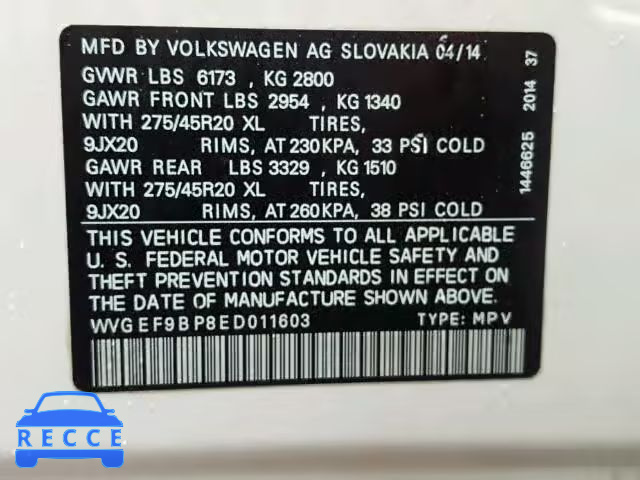 MFD BY VOLKSWAGEN AG SLOVAKIA 04/14
GVWR LBS 6173 , KG 2800
GAWR FRONT LBS 2954 , KG 1340
WITH 275/45R20 XL TIRES,
9JX20 RIMS, AT 230KPA, 33 PSI COLD
GAWR REAR LBS 3329 , KG 1510
WITH 275/45R20 XL TIRES,
9JX20 RIMS, AT 260KPA, 38 PSI COLD
THIS VEHICLE CONFORMS TO ALL APPLICABLE
U. S. FEDERAL MOTOR VEHICLE SAFETY AND
THEFT PREVENTION STANDARDS IN EFFECT ON
THE DATE OF MANUFACTURE SHOWN ABOVE.
WVGEF9BP8ED011603 TYPE: MPV
1446625 2014 37
RECCE